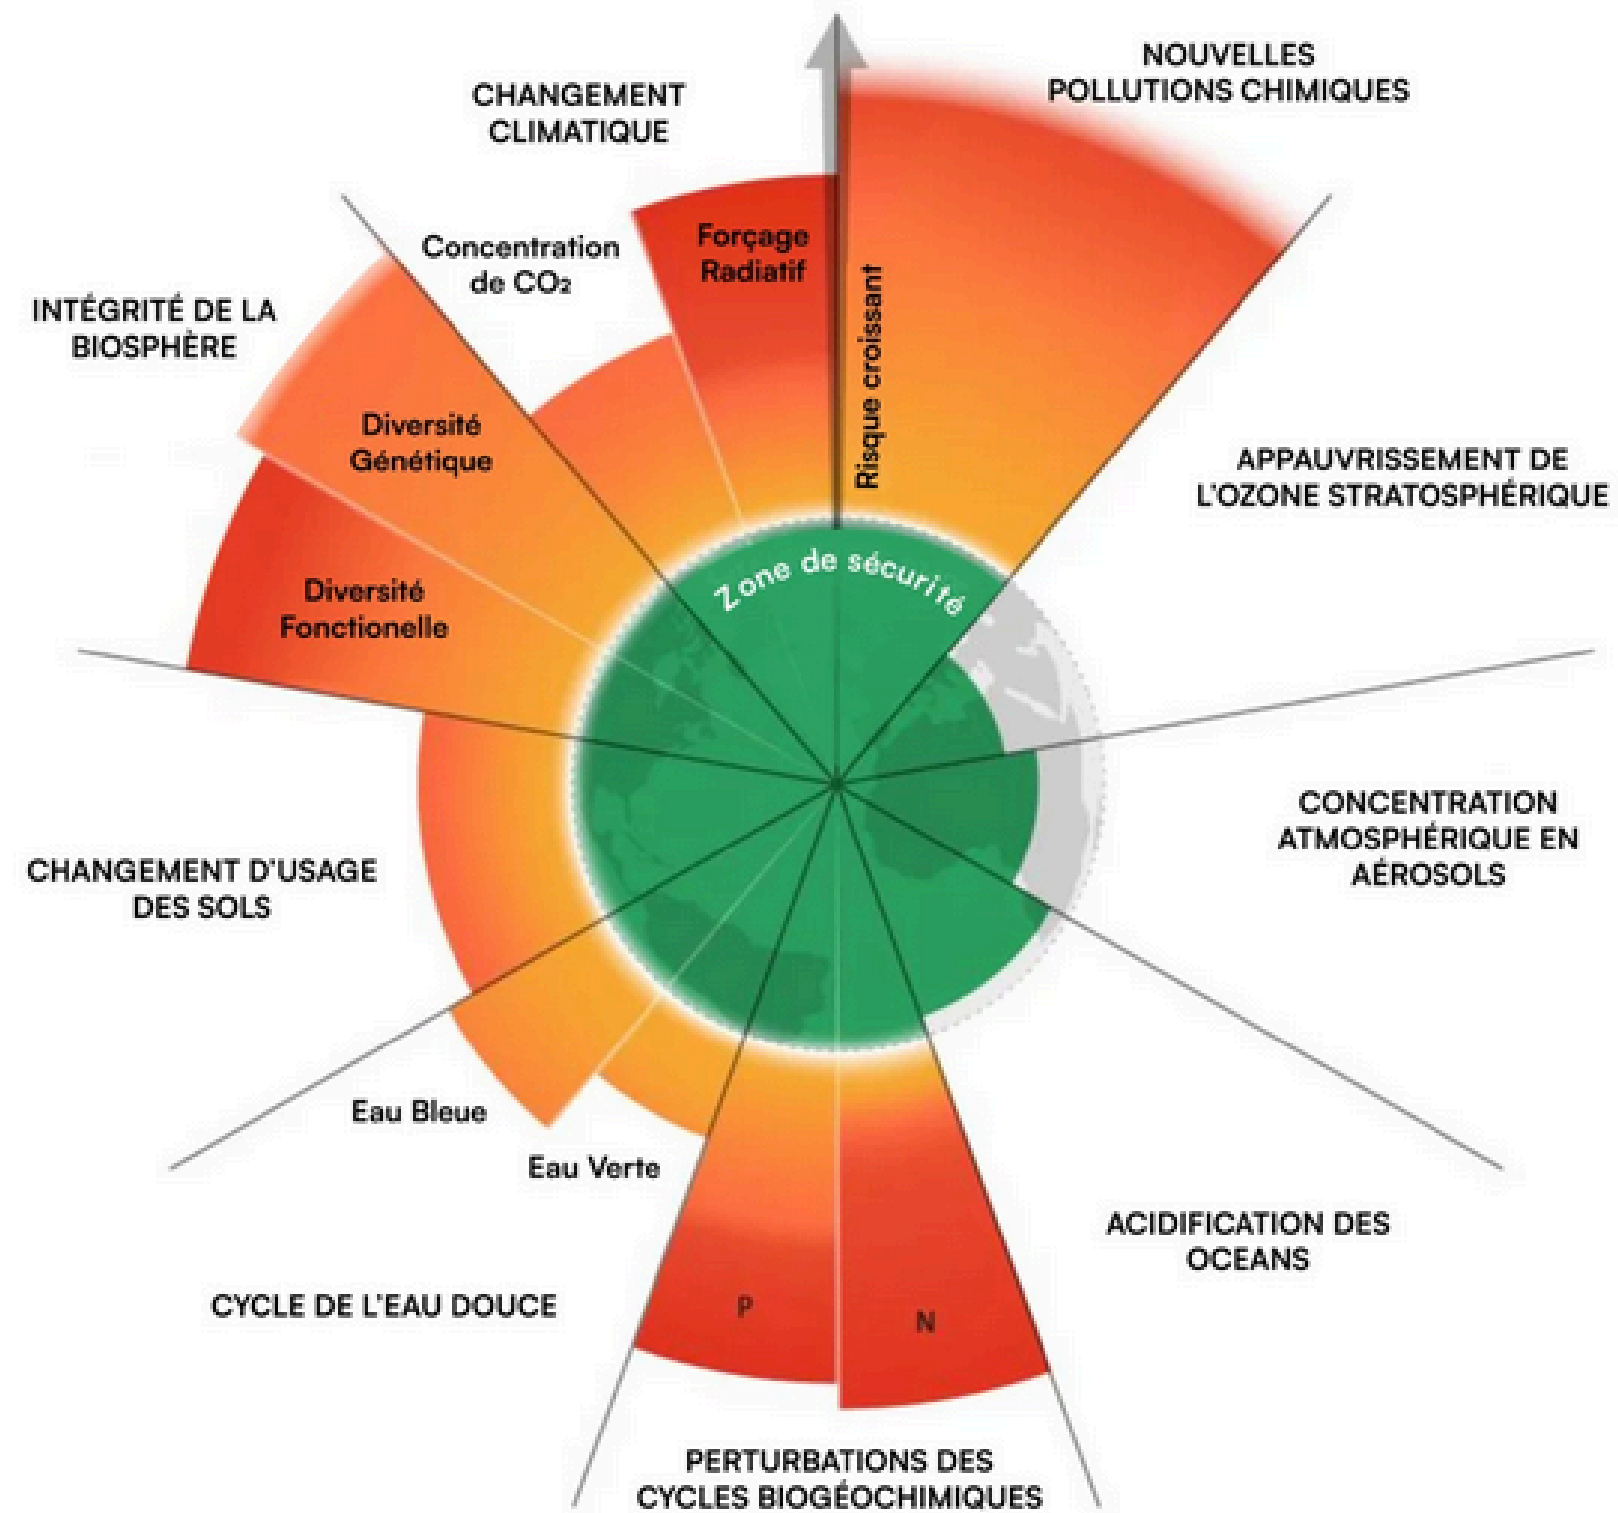 NOUVELLES
POLLUTIONS CHIMIQUES
CHANGEMENT
CLIMATIQUE
Concentration
de CO₂
Forçage
Radiatif
Risque croissant
INTÉGRITÉ DE LA
BIOSPHÈRE
Diversité
Génétique
Diversité
Fonctionelle
APPAUVRISSEMENT DE
L'OZONE STRATOSPHÉRIQUE
Zone de sécurité
CONCENTRATION
ATMOSPHÉRIQUE EN
AÉROSOLS
CHANGEMENT D'USAGE
DES SOLS
Eau Bleue
Eau Verte
ACIDIFICATION DES
OCEANS
CYCLE DE L'EAU DOUCE
P
N
PERTURBATIONS DES
CYCLES BIOGÉOCHIMIQUES